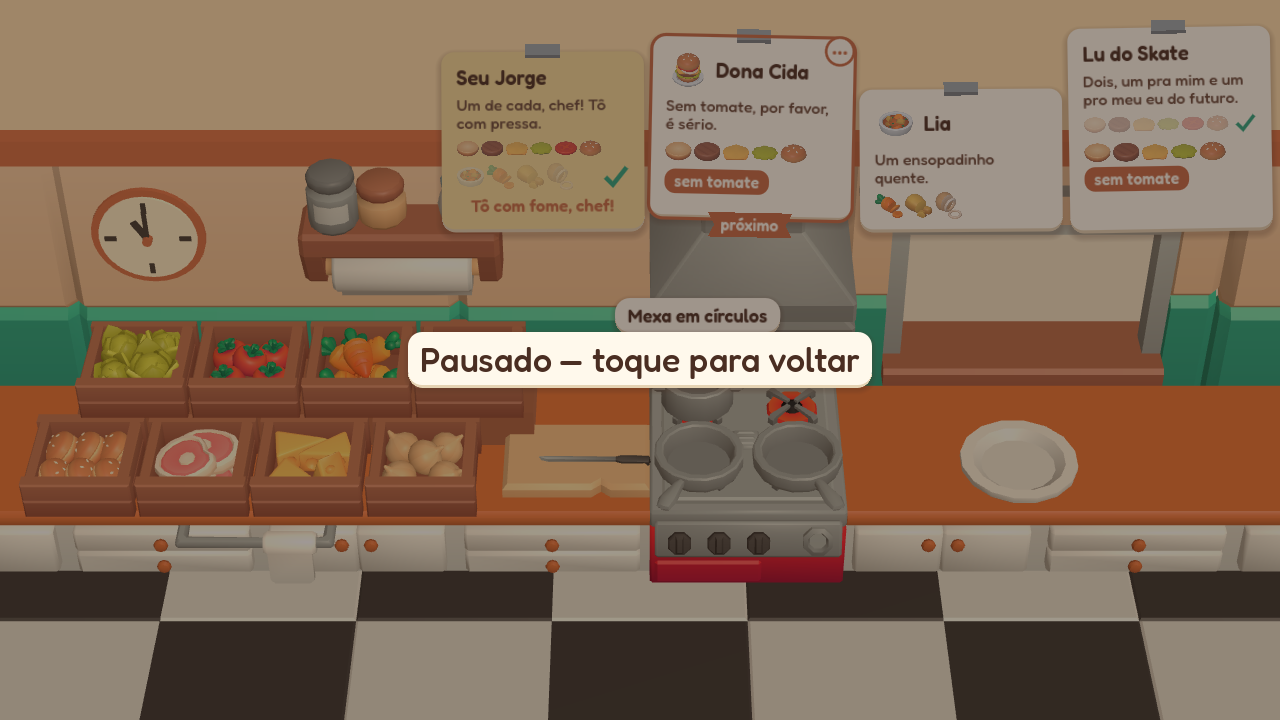 Seu Jorge
Um de cada, chef! Tô
com pressa.
Tô com fome, chef!
Dona Cida
Sem tomate, por favor,
é sério.
sem tomate
próximo
Lia
Um ensopadinho
quente.
Lu do Skate
Dois, um pra mim e um
pro meu eu do futuro.
sem tomate
Mexa em círculos
Pausado — toque para voltar